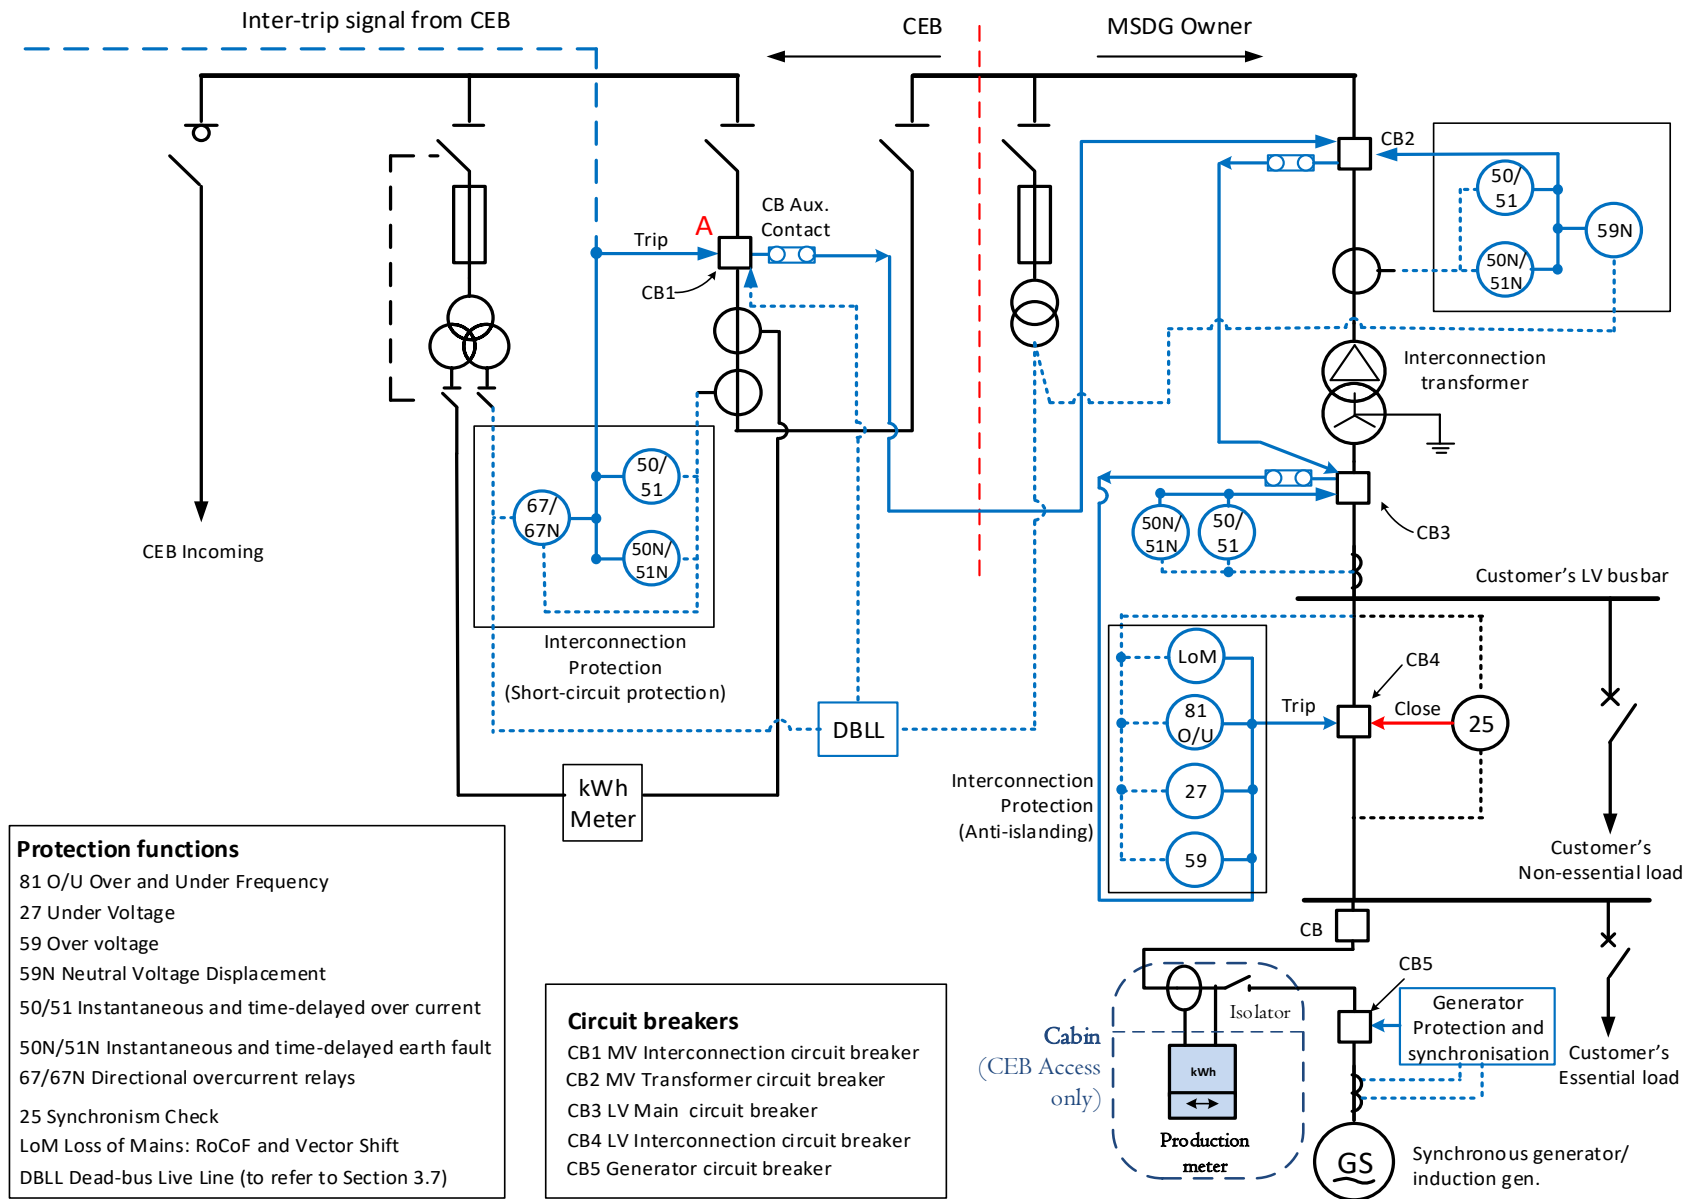 Inter-trip signal from CEB
CEB
MSDG Owner
CB2
50/
51
59N
50N/
51N
CB Aux.
Contact
A
Trip
CB1
Interconnection
transformer
50/
51
67/
67N
50N/
51N
CEB Incoming
Interconnection
Protection
(Short-circuit protection)
50N/
51N
50/
51
CB3
Customer's LV busbar
LoM
CB4
81
O/U
Trip
Close
25
DBLL
27
Interconnection
Protection
(Anti-islanding)
59
kWh
Meter
Customer's
Non-essential load
CB
CB5
Isolator
Generator
Protection and
synchronisation
Cabin
(CEB Access
only)
kWh
Production
meter
Customer's
Essential load
GS
Synchronous generator/
induction gen.
Protection functions
81 O/U Over and Under Frequency
27 Under Voltage
59 Over voltage
59N Neutral Voltage Displacement
50/51 Instantaneous and time-delayed over current
50N/51N Instantaneous and time-delayed earth fault
67/67N Directional overcurrent relays
25 Synchronism Check
LoM Loss of Mains: RoCoF and Vector Shift
DBLL Dead-bus Live Line (to refer to Section 3.7)
Circuit breakers
CB1 MV Interconnection circuit breaker
CB2 MV Transformer circuit breaker
CB3 LV Main circuit breaker
CB4 LV Interconnection circuit breaker
CB5 Generator circuit breaker